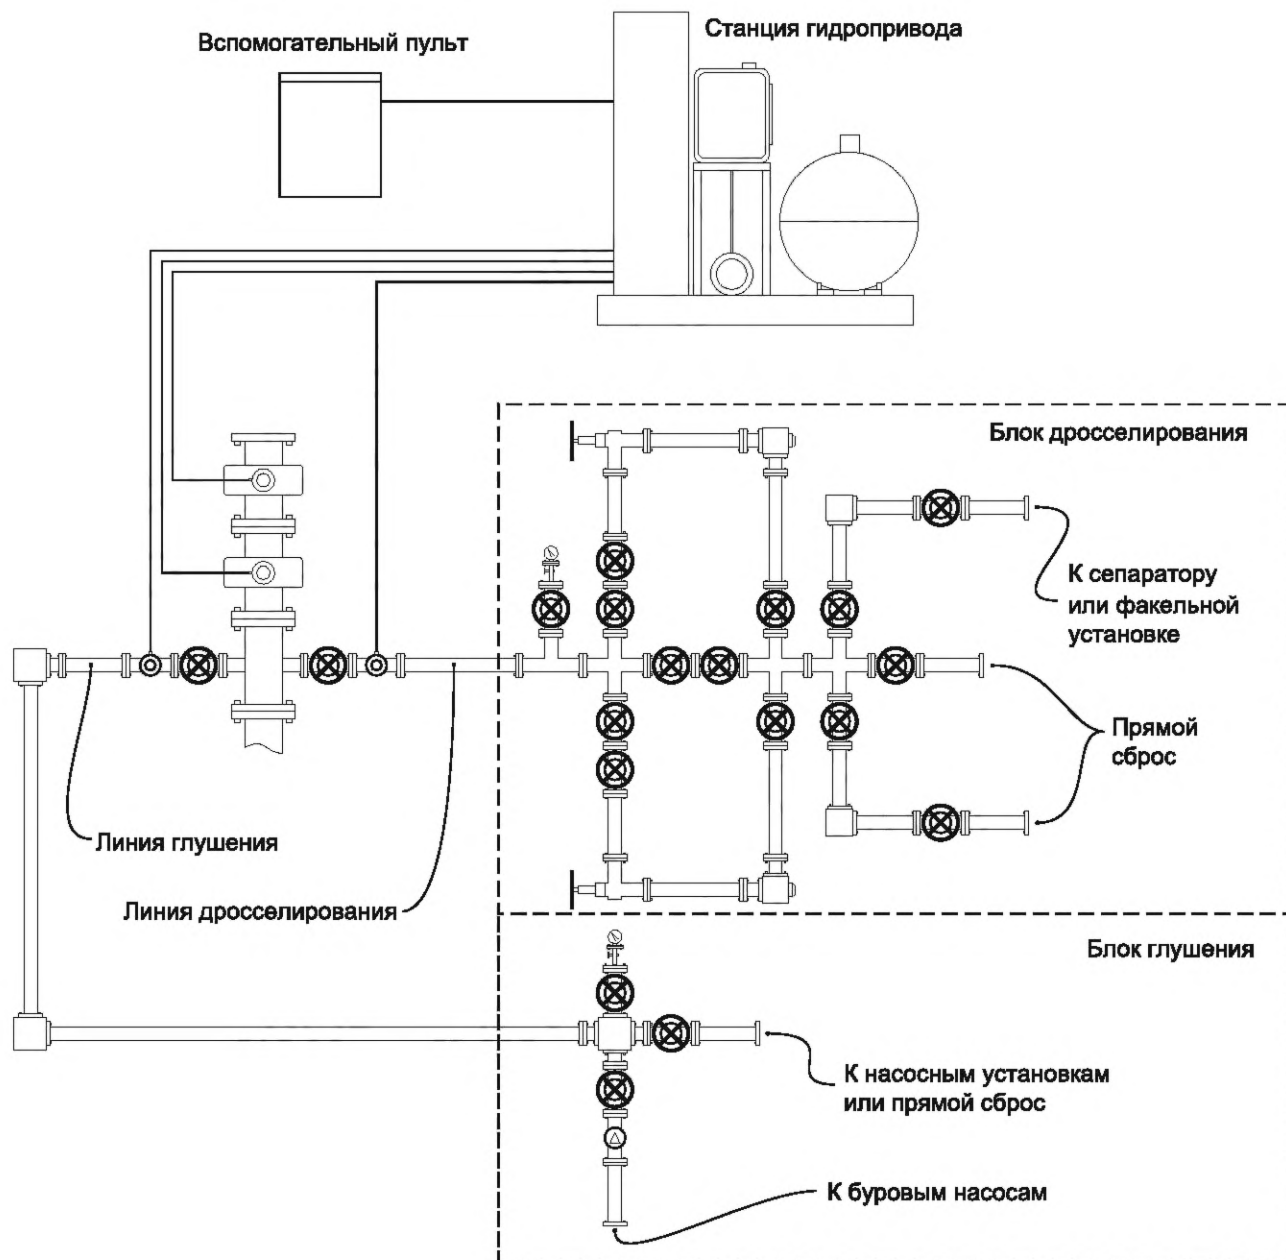 Вспомогательный пульт
Станция гидропривода
Блок дросселирования
К сепаратору
или факельной
установке
Прямой
сброс
Линия глушения
Линия дросселирования
Блок глушения
К насосным установкам
или прямой сброс
К буровым насосам